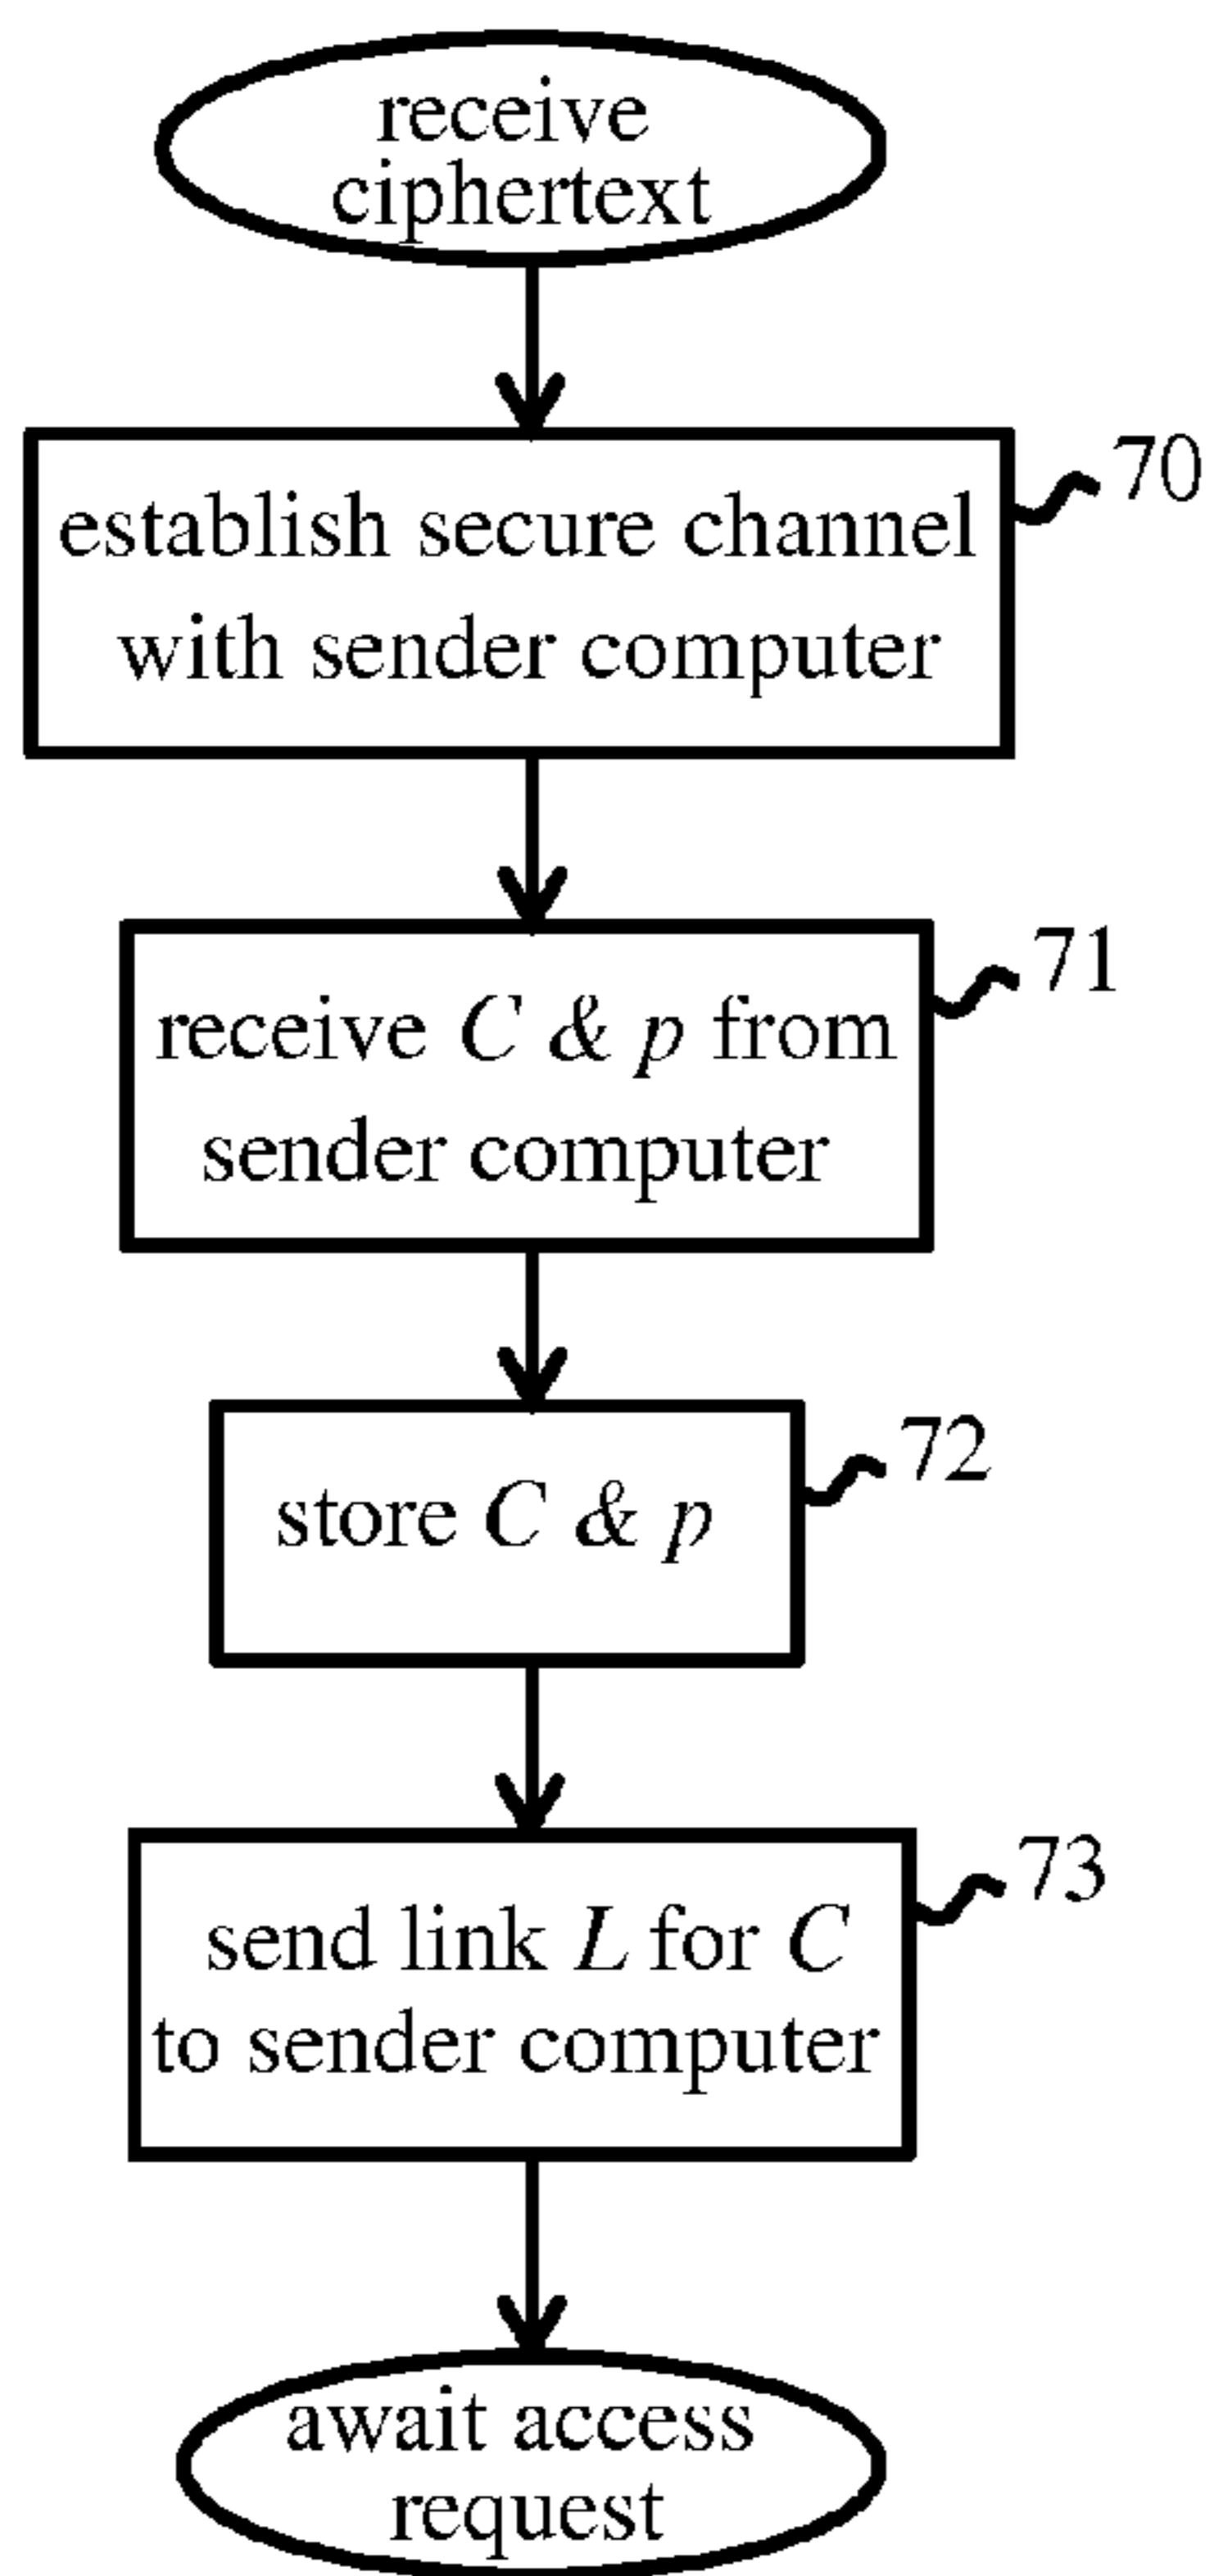 receive
ciphertext
establish secure channel
with sender computer
70
receive C & p from
sender computer
71
store C & p
72
send link L for C
to sender computer
73
await access
request